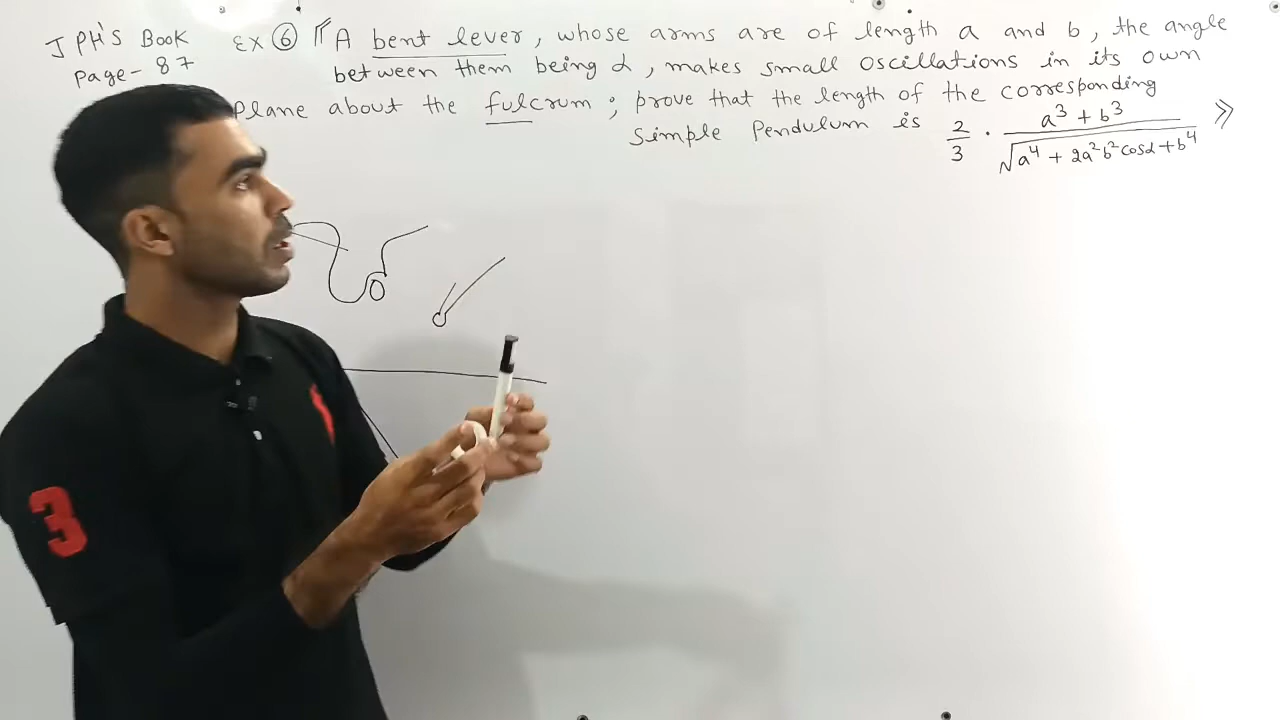 J PH'S Book
page - 87
Ex ⑥ A bent lever, whose arms are of length a and b, the angle
between them being α, makes small oscillations in its own
plane about the fulcrum ; prove that the length of the corresponding
simple Pendulum is 2/3 · (a³ + b³)/√(a⁴ + 2a²b²cosα + b⁴) ⟫
3